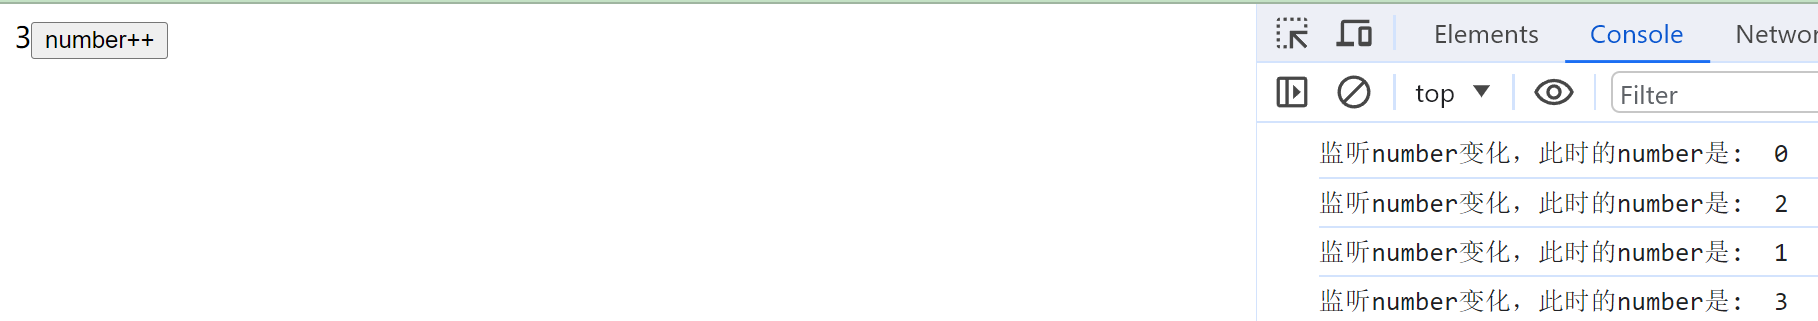 3 number++
Elements Console Networ
top Filter
监听number变化，此时的number是： 0
监听number变化，此时的number是： 2
监听number变化，此时的number是： 1
监听number变化，此时的number是： 3